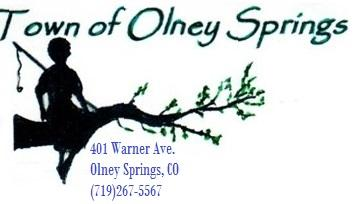 Town of Olney Springs
401 Warner Ave.
Olney Springs, CO
(719)267-5567